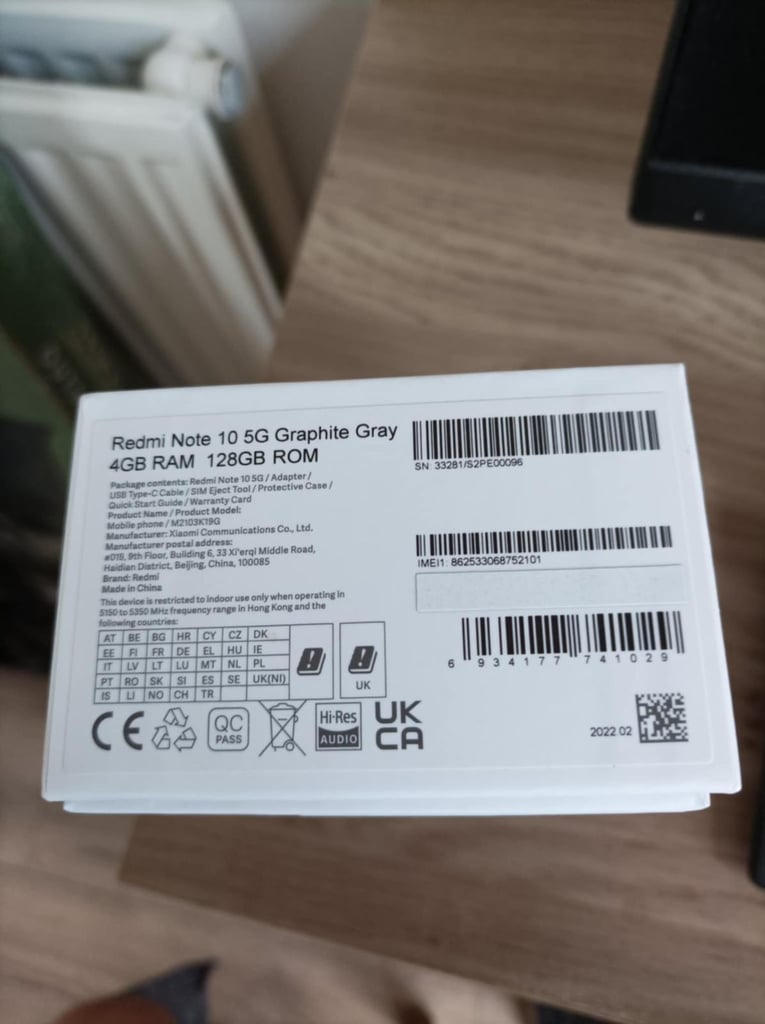 Redmi Note 10 5G Graphite Gray
4GB RAM 128GB ROM
Package contents: Redmi Note 10 5G / Adapter /
USB Type-C Cable / SIM Eject Tool / Protective Case /
Quick Start Guide / Warranty Card
Product Name / Product Model:
Mobile phone / M2103K19G
Manufacturer: Xiaomi Communications Co., Ltd.
Manufacturer postal address:
#019, 9th Floor, Building 6, 33 Xi'erqi Middle Road,
Haidian District, Beijing, China, 100085
Brand: Redmi
Made in China
This device is restricted to indoor use only when operating in
5150 to 5350 MHz frequency range in Hong Kong and the
following countries:
AT BE BG HR CY CZ DK
EE FI FR DE EL HU IE
IT LV LT LU MT NL PL
PT RO SK SI ES SE UK(NI)
IS LI NO CH TR
UK
CE
QC
PASS
Hi-Res
AUDIO
UK
CA
SN: 33281/S2PE00096
IMEI1: 862533068752101
6 934177 741029
2022.02